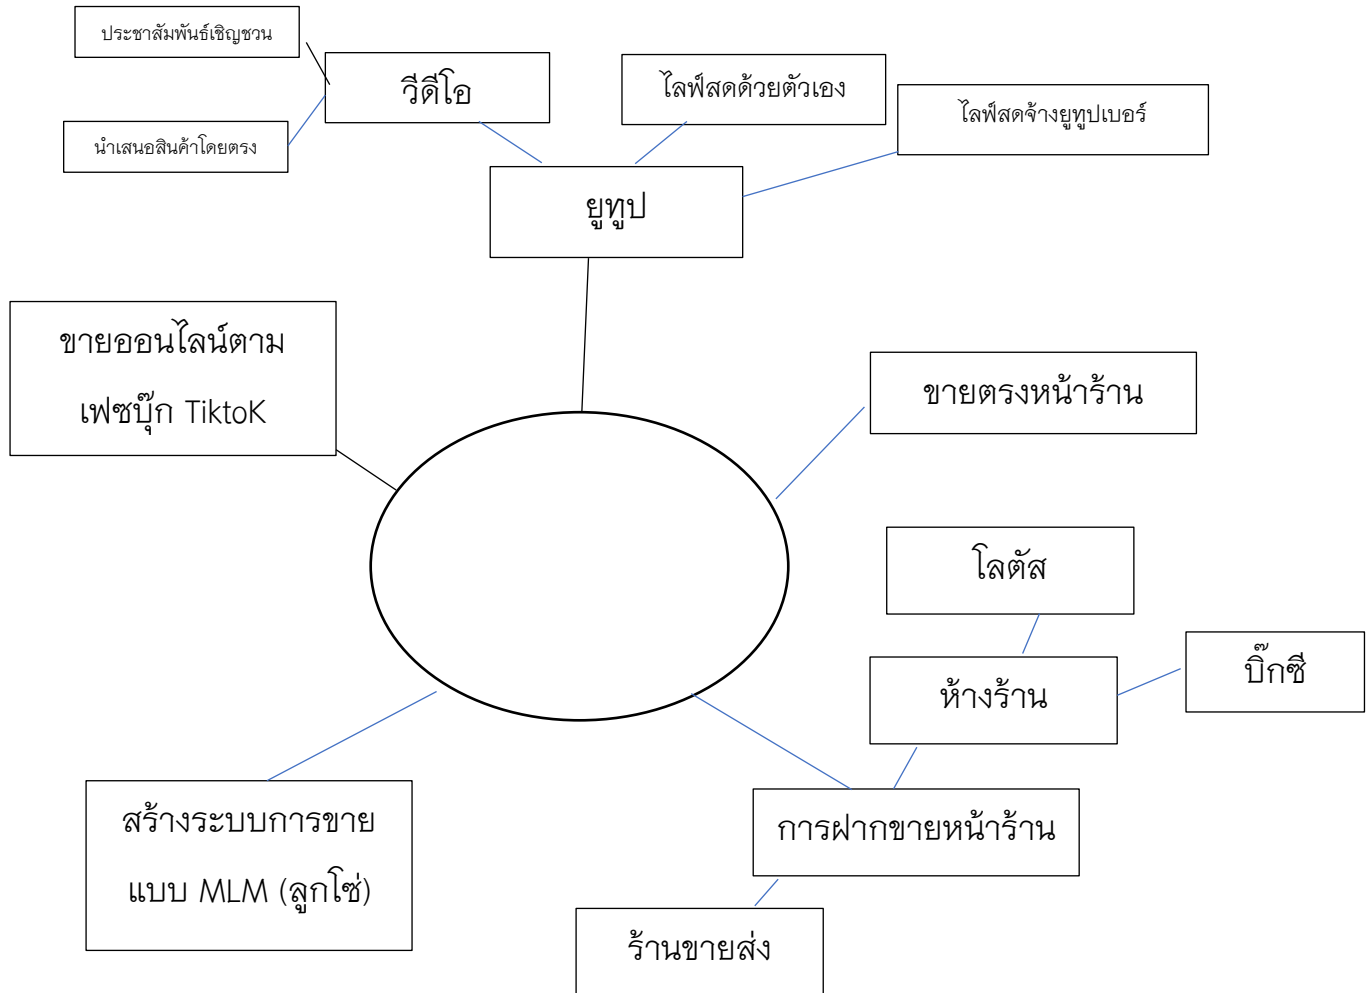 ประชาสัมพันธ์เชิญชวน
วีดีโอ
ไลฟ์สดด้วยตัวเอง
ไลฟ์สดจ้างยูทูปเบอร์
นำเสนอสินค้าโดยตรง
ยูทูป
ขายออนไลน์ตาม
เฟซบุ๊ก TiktoK
ขายตรงหน้าร้าน
โลตัส
บิ๊กซี
ห้างร้าน
สร้างระบบการขาย
แบบ MLM (ลูกโซ่)
การฝากขายหน้าร้าน
ร้านขายส่ง